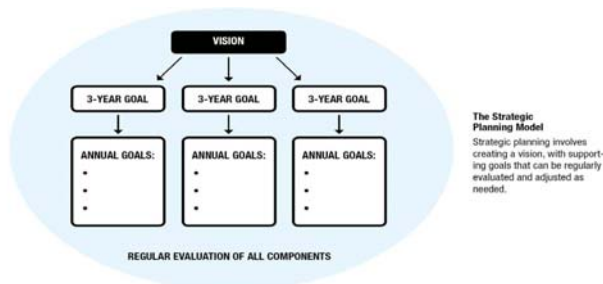 VISION
3-YEAR GOAL
3-YEAR GOAL
3-YEAR GOAL
ANNUAL GOALS:
•
•
•
ANNUAL GOALS:
•
•
•
ANNUAL GOALS:
•
•
•
REGULAR EVALUATION OF ALL COMPONENTS
The Strategic
Planning Model
Strategic planning involves
creating a vision, with support-
ing goals that can be regularly
evaluated and adjusted as
needed.